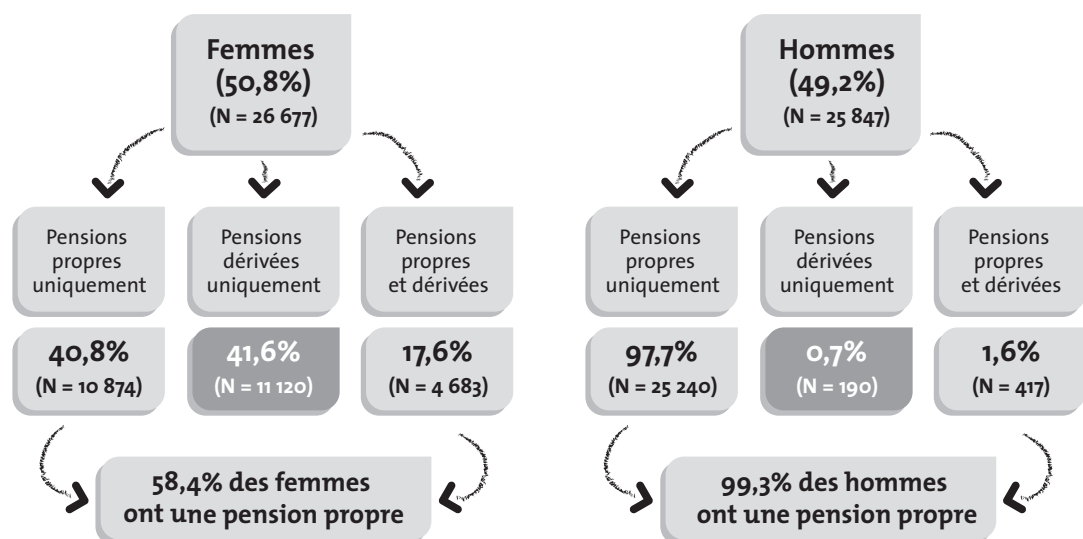 Femmes
(50,8%)
(N = 26 677)
Pensions
propres
uniquement
Pensions
dérivées
uniquement
Pensions
propres
et dérivées
40,8%
(N = 10 874)
41,6%
(N = 11 120)
17,6%
(N = 4 683)
58,4% des femmes
ont une pension propre
Hommes
(49,2%)
(N = 25 847)
Pensions
propres
uniquement
Pensions
dérivées
uniquement
Pensions
propres
et dérivées
97,7%
(N = 25 240)
0,7%
(N = 190)
1,6%
(N = 417)
99,3% des hommes
ont une pension propre